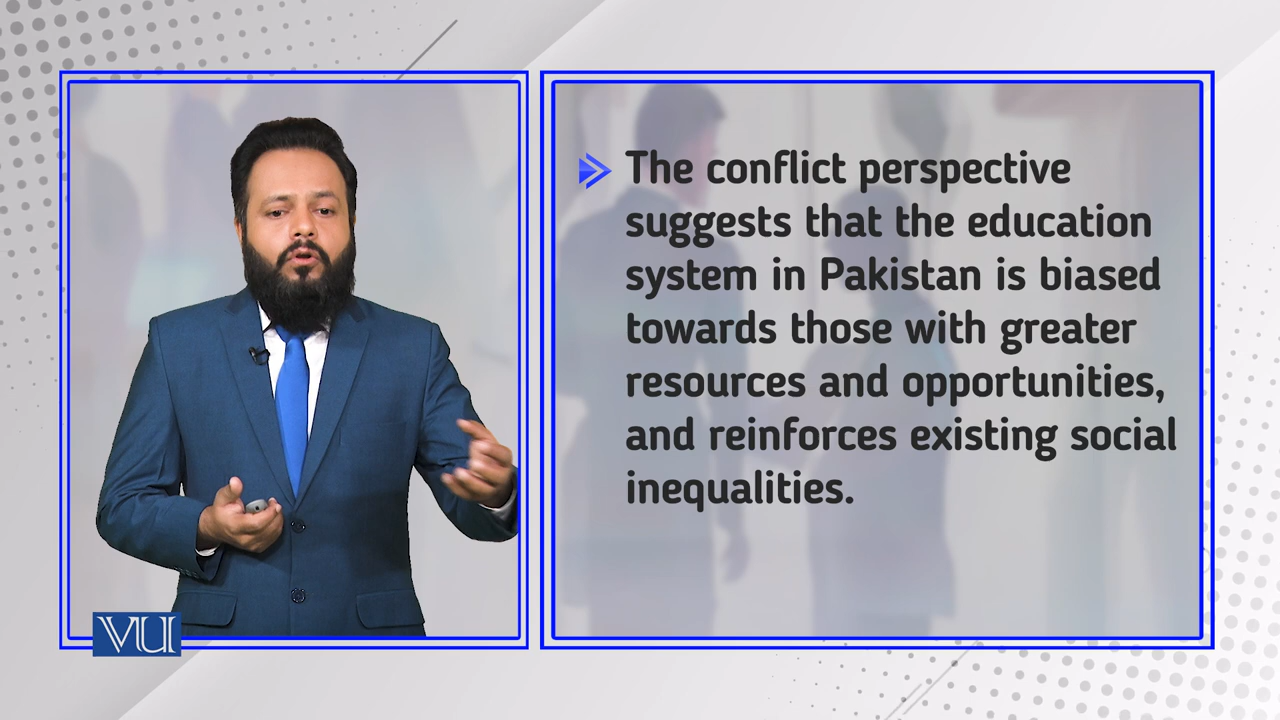 The conflict perspective
suggests that the education
system in Pakistan is biased
towards those with greater
resources and opportunities,
and reinforces existing social
inequalities.
VU